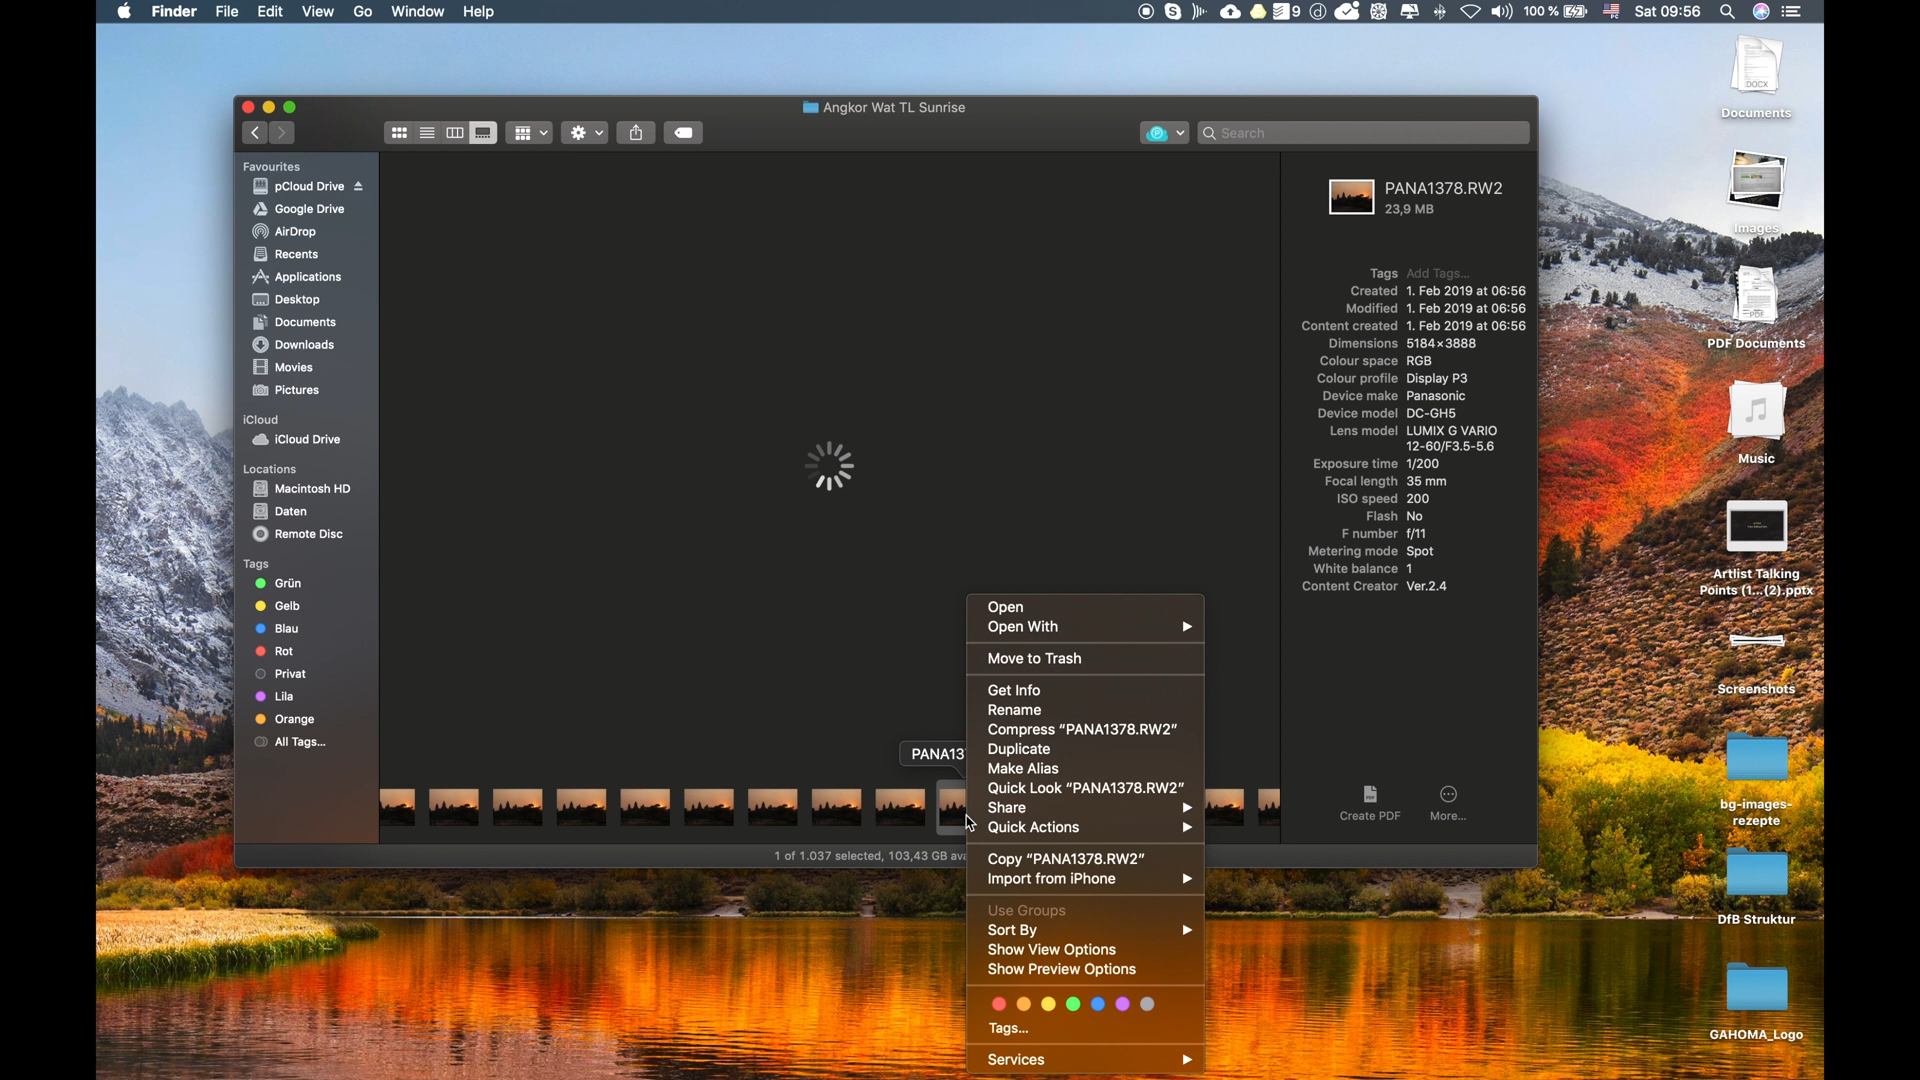 Finder File Edit View Go Window Help
9 100 % Sat 09:56
Angkor Wat TL Sunrise
Search
Favourites
pCloud Drive
Google Drive
AirDrop
Recents
Applications
Desktop
Documents
Downloads
Movies
Pictures
iCloud
iCloud Drive
Locations
Macintosh HD
Daten
Remote Disc
Tags
Grün
Gelb
Blau
Rot
Privat
Lila
Orange
All Tags...
PANA1378.RW2
23,9 MB
Tags Add Tags...
Created 1. Feb 2019 at 06:56
Modified 1. Feb 2019 at 06:56
Content created 1. Feb 2019 at 06:56
Dimensions 5184×3888
Colour space RGB
Colour profile Display P3
Device make Panasonic
Device model DC-GH5
Lens model LUMIX G VARIO
12-60/F3.5-5.6
Exposure time 1/200
Focal length 35 mm
ISO speed 200
Flash No
F number f/11
Metering mode Spot
White balance 1
Content Creator Ver.2.4
Create PDF
More...
PANA137
1 of 1.037 selected, 103,43 GB ava
Open
Open With
Move to Trash
Get Info
Rename
Compress “PANA1378.RW2”
Duplicate
Make Alias
Quick Look “PANA1378.RW2”
Share
Quick Actions
Copy “PANA1378.RW2”
Import from iPhone
Use Groups
Sort By
Show View Options
Show Preview Options
Tags...
Services
DOCX
Documents
Images
PDF
PDF Documents
Music
Artlist Talking
Points (1...(2).pptx
Screenshots
bg-images-
rezepte
DfB Struktur
GAHOMA_Logo